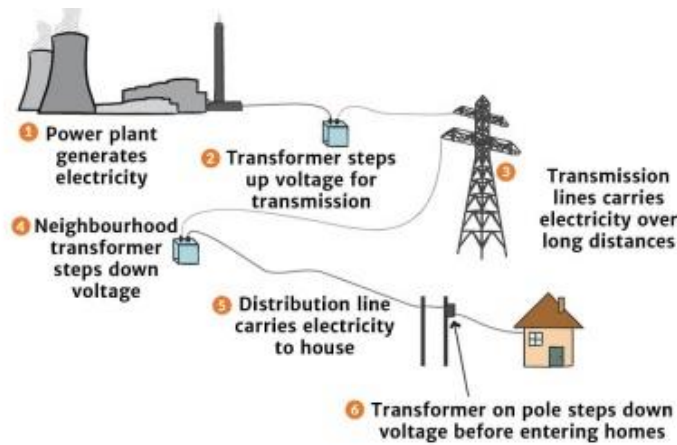 1 Power plant
generates
electricity
2 Transformer steps
up voltage for
transmission
3 Transmission
lines carries
electricity over
long distances
4 Neighbourhood
transformer
steps down
voltage
5 Distribution line
carries electricity
to house
6 Transformer on pole steps down
voltage before entering homes